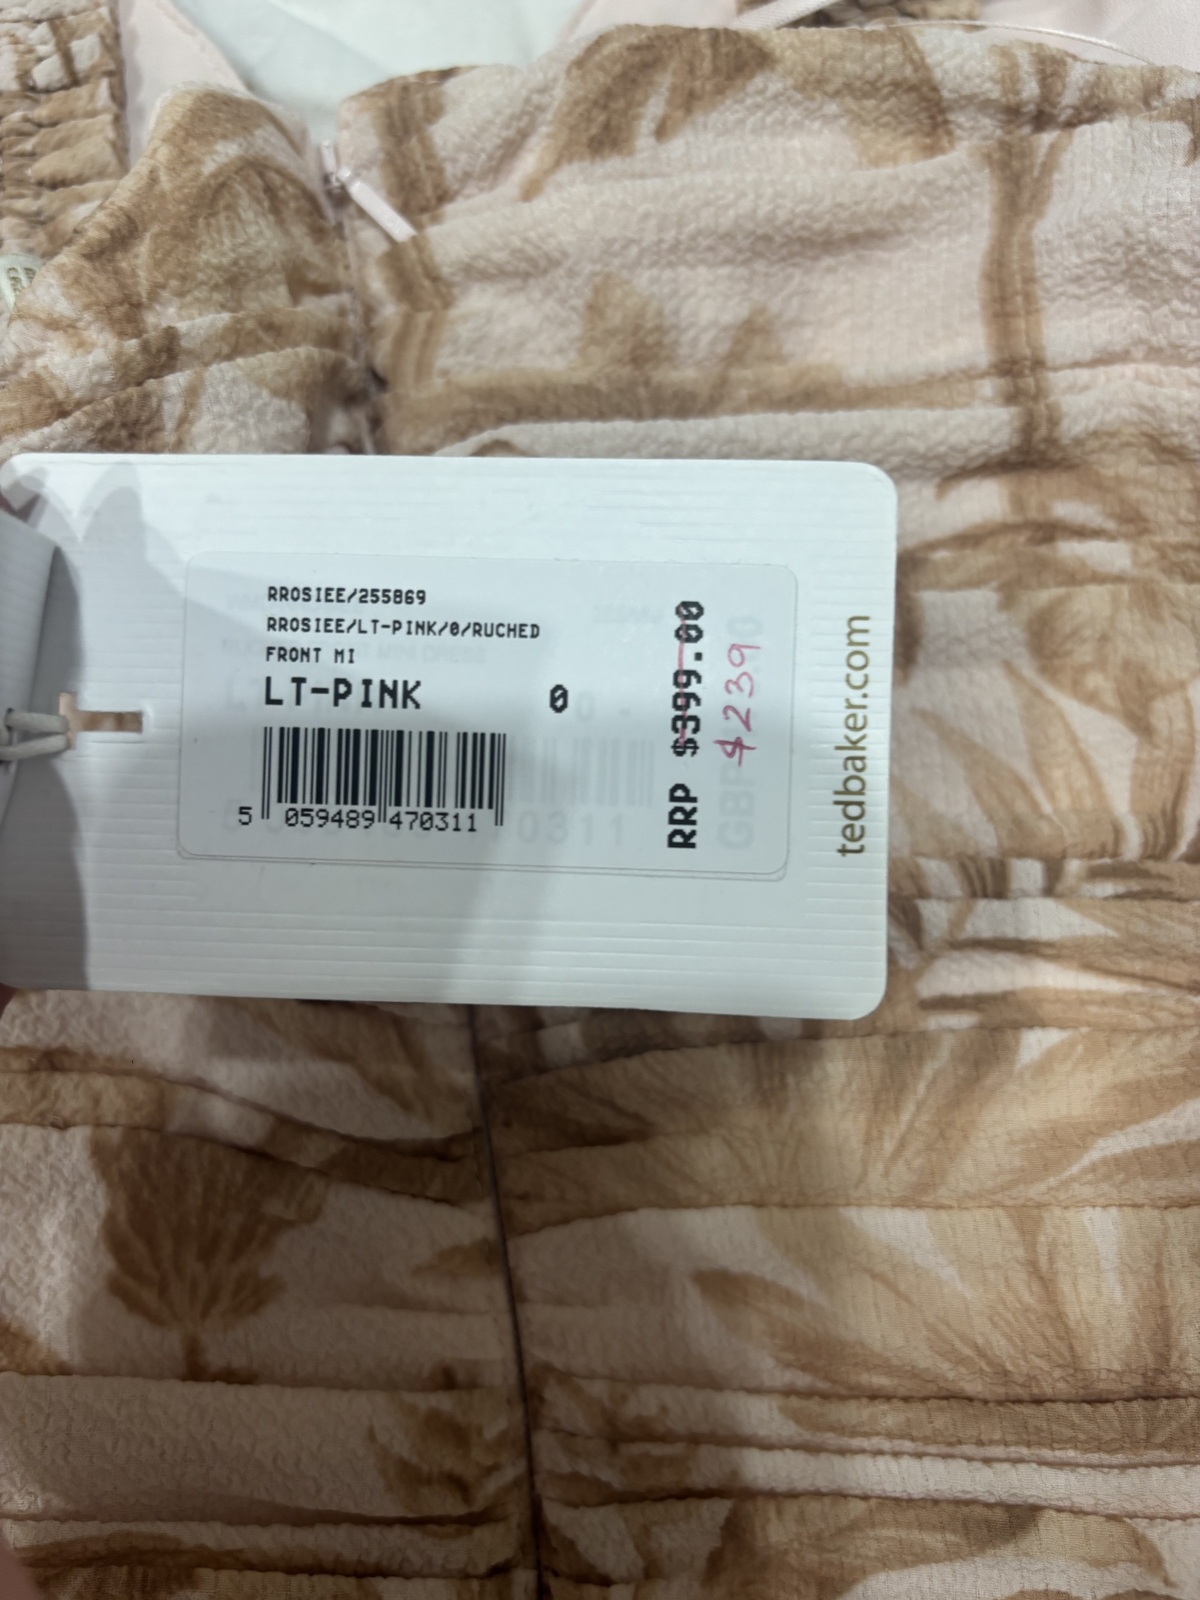 RROSIEE/255869
RROSIEE/LT-PINK/0/RUCHED
FRONT MI
LT-PINK 0
5 059489 470311
RRP $399.00
$239
tedbaker.com